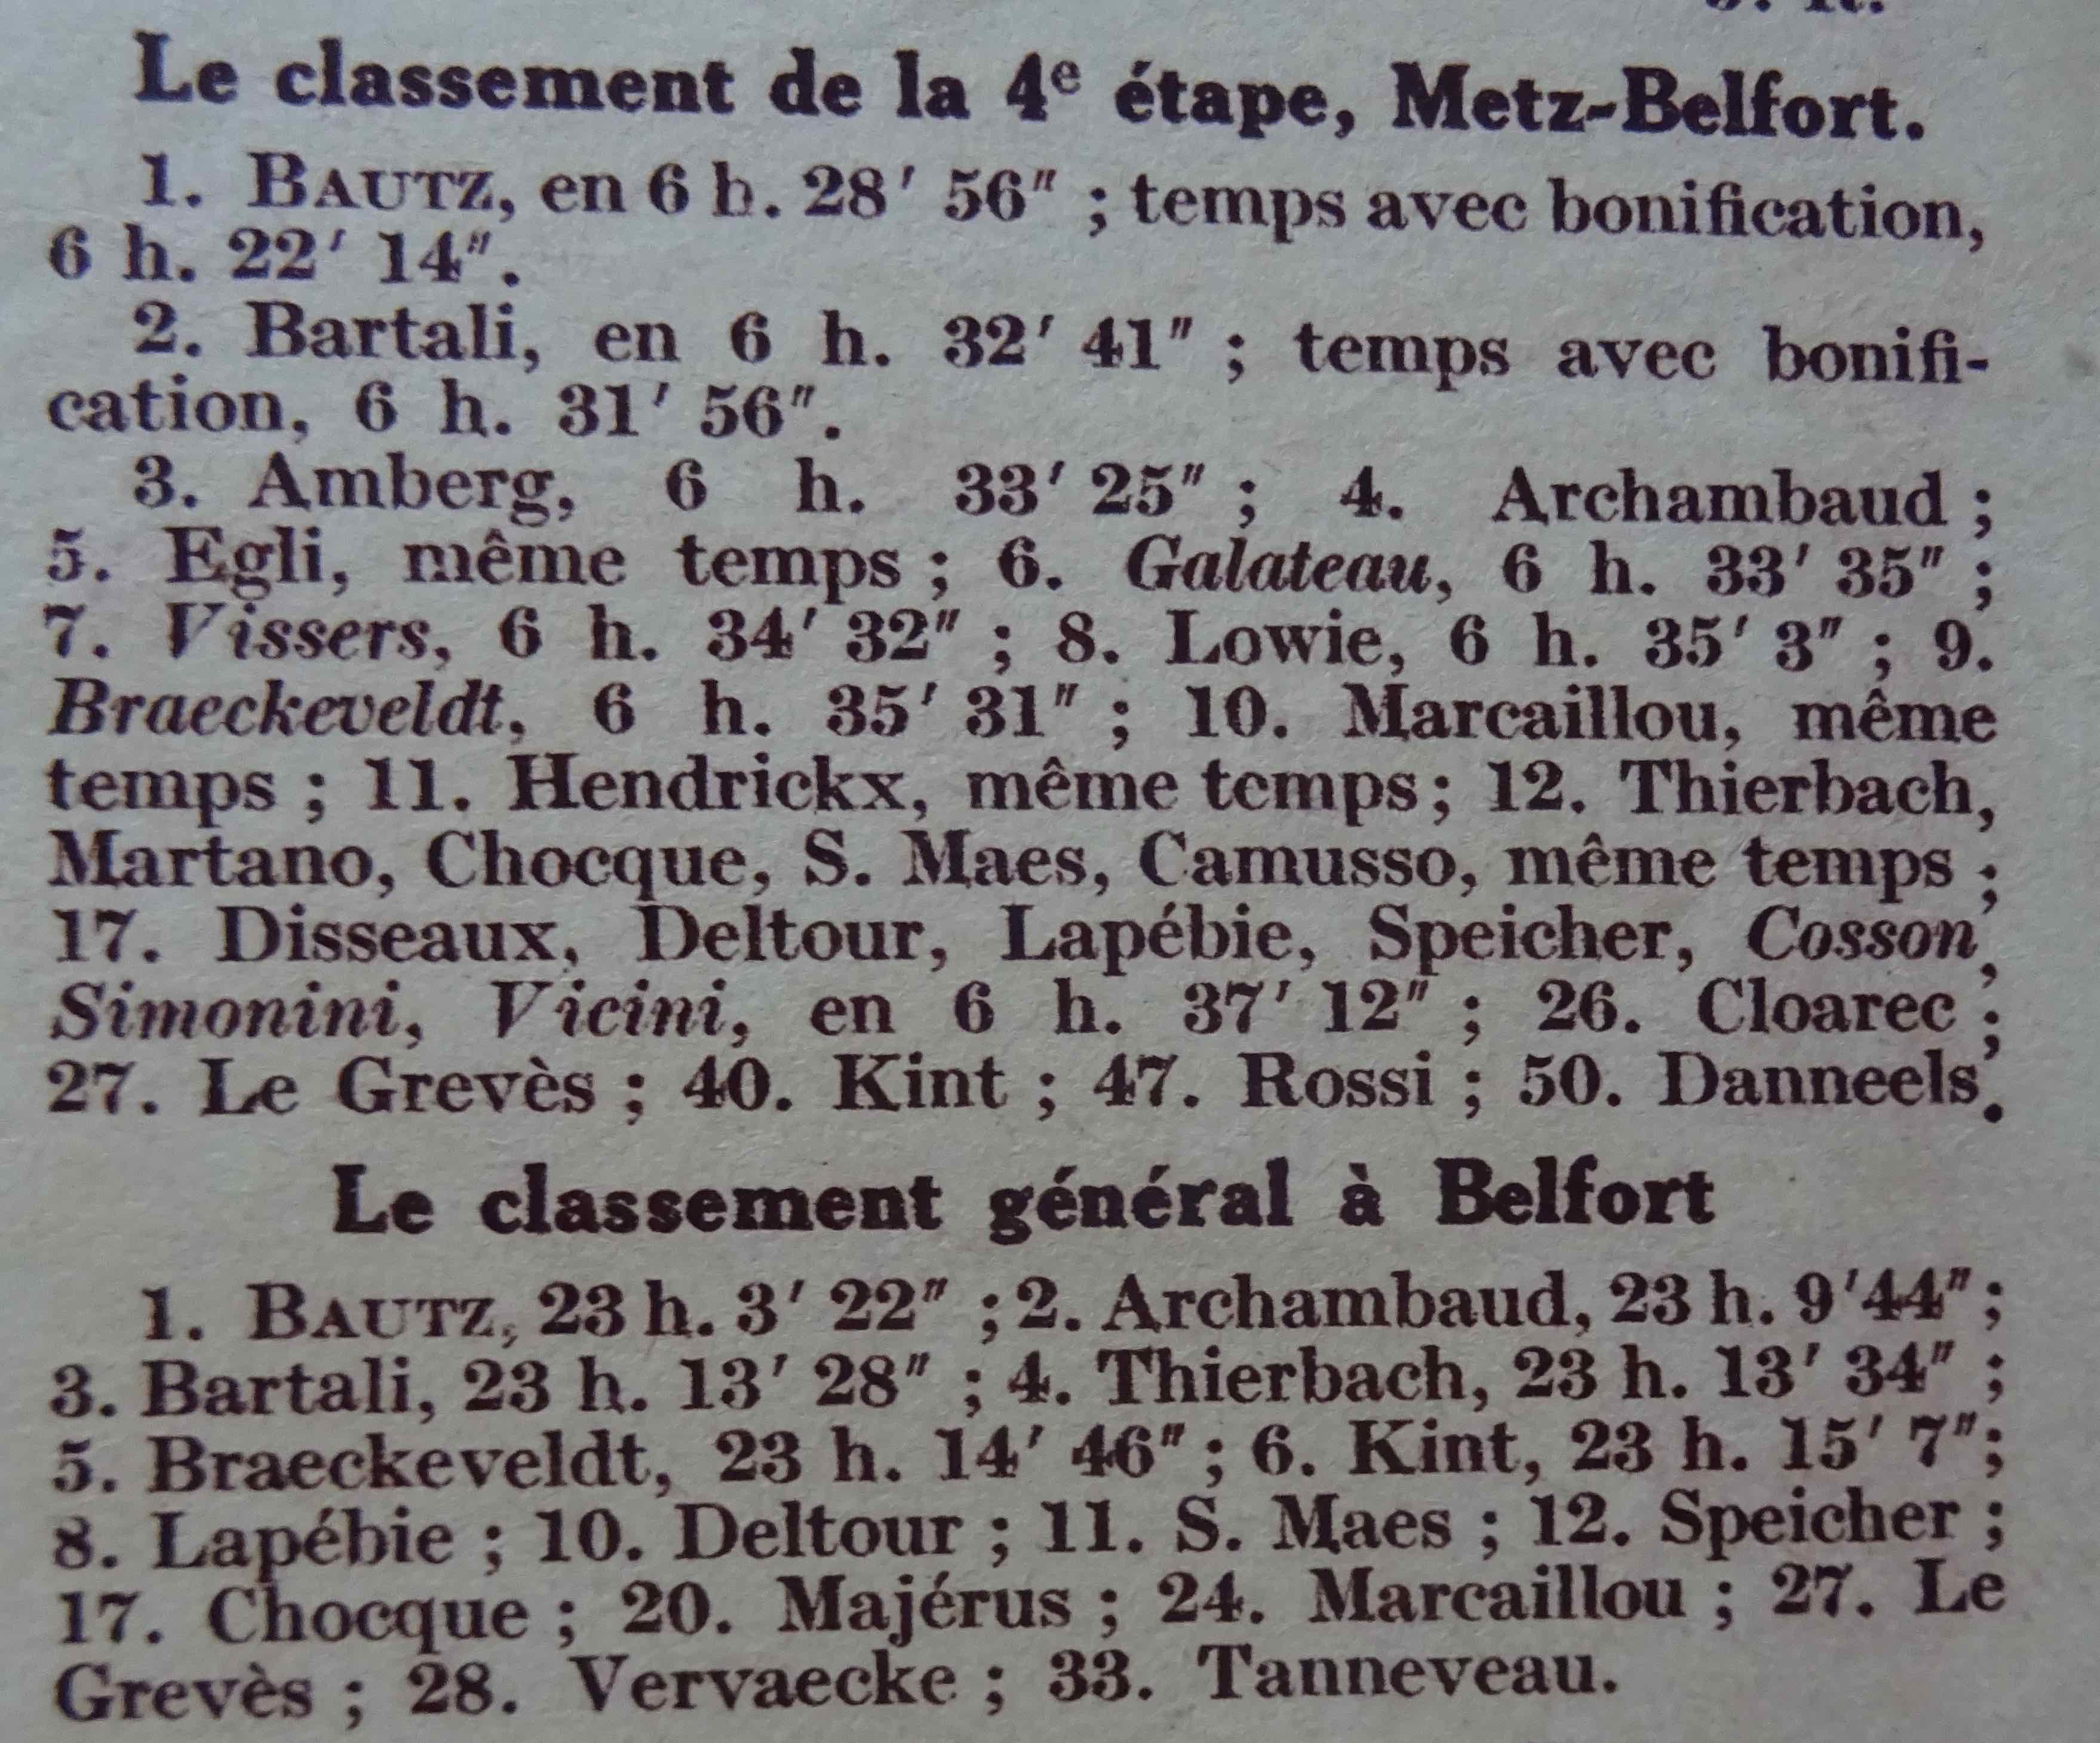 Le classement de la 4e étape, Metz-Belfort.
1. BAUTZ, en 6 h. 28' 56" ; temps avec bonification,
6 h. 22' 14".
2. Bartali, en 6 h. 32' 41" ; temps avec bonifi-
cation, 6 h. 31' 56".
3. Amberg, 6 h. 33' 25" ; 4. Archambaud ;
5. Egli, même temps ; 6. Galateau, 6 h. 33' 35" ;
7. Vissers, 6 h. 34' 32" ; 8. Lowie, 6 h. 35' 3" ; 9.
Braeckeveldt, 6 h. 35' 31" ; 10. Marcaillou, même
temps ; 11. Hendrickx, même temps ; 12. Thierbach,
Martano, Chocque, S. Maes, Camusso, même temps ;
17. Disseaux, Deltour, Lapébie, Speicher, Cosson,
Simonini, Vicini, en 6 h. 37' 12" ; 26. Cloarec ;
27. Le Grevès ; 40. Kint ; 47. Rossi ; 50. Danneels.
Le classement général à Belfort
1. BAUTZ, 23 h. 3' 22" ; 2. Archambaud, 23 h. 9'44" ;
3. Bartali, 23 h. 13' 28" ; 4. Thierbach, 23 h. 13' 34" ;
5. Braeckeveldt, 23 h. 14' 46" ; 6. Kint, 23 h. 15' 7" ;
8. Lapébie ; 10. Deltour ; 11. S. Maes ; 12. Speicher ;
17. Chocque ; 20. Majérus ; 24. Marcaillou ; 27. Le
Grevès ; 28. Vervaecke ; 33. Tanneveau.